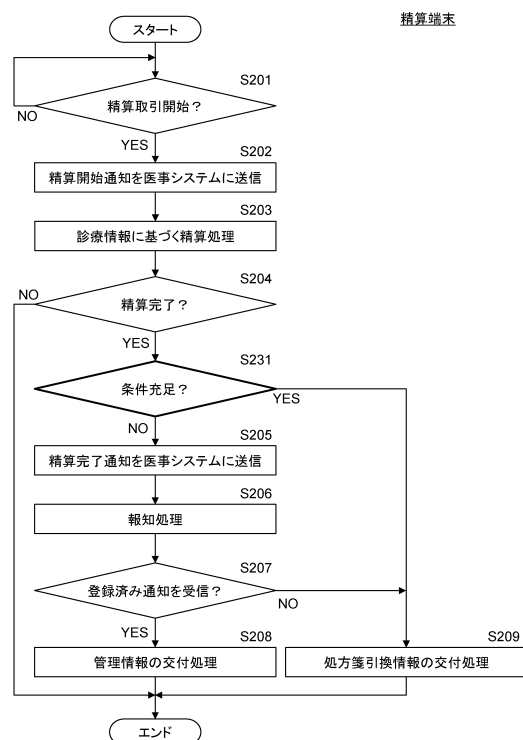 精算端末
スタート
S201
精算取引開始？
NO
YES
S202
精算開始通知を医事システムに送信
S203
診療情報に基づく精算処理
S204
NO
精算完了？
YES
S231
条件充足？
YES
NO
S205
精算完了通知を医事システムに送信
S206
報知処理
S207
登録済み通知を受信？
NO
YES
S208
管理情報の交付処理
S209
処方箋引換情報の交付処理
エンド